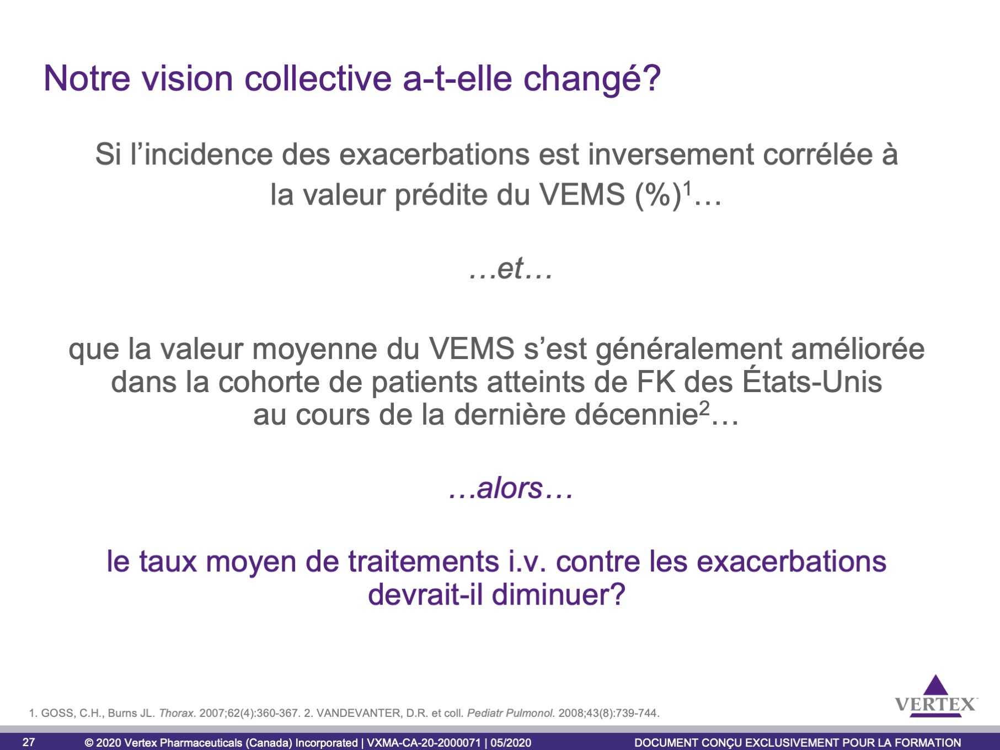 Notre vision collective a-t-elle changé?
Si l’incidence des exacerbations est inversement corrélée à
la valeur prédite du VEMS (%)¹…
…et…
que la valeur moyenne du VEMS s’est généralement améliorée
dans la cohorte de patients atteints de FK des États-Unis
au cours de la dernière décennie²…
…alors…
le taux moyen de traitements i.v. contre les exacerbations
devrait-il diminuer?
VERTEX™
1. GOSS, C.H., Burns JL. Thorax. 2007;62(4):360-367. 2. VANDEVANTER, D.R. et coll. Pediatr Pulmonol. 2008;43(8):739-744.
27 © 2020 Vertex Pharmaceuticals (Canada) Incorporated | VXMA-CA-20-2000071 | 05/2020 DOCUMENT CONÇU EXCLUSIVEMENT POUR LA FORMATION